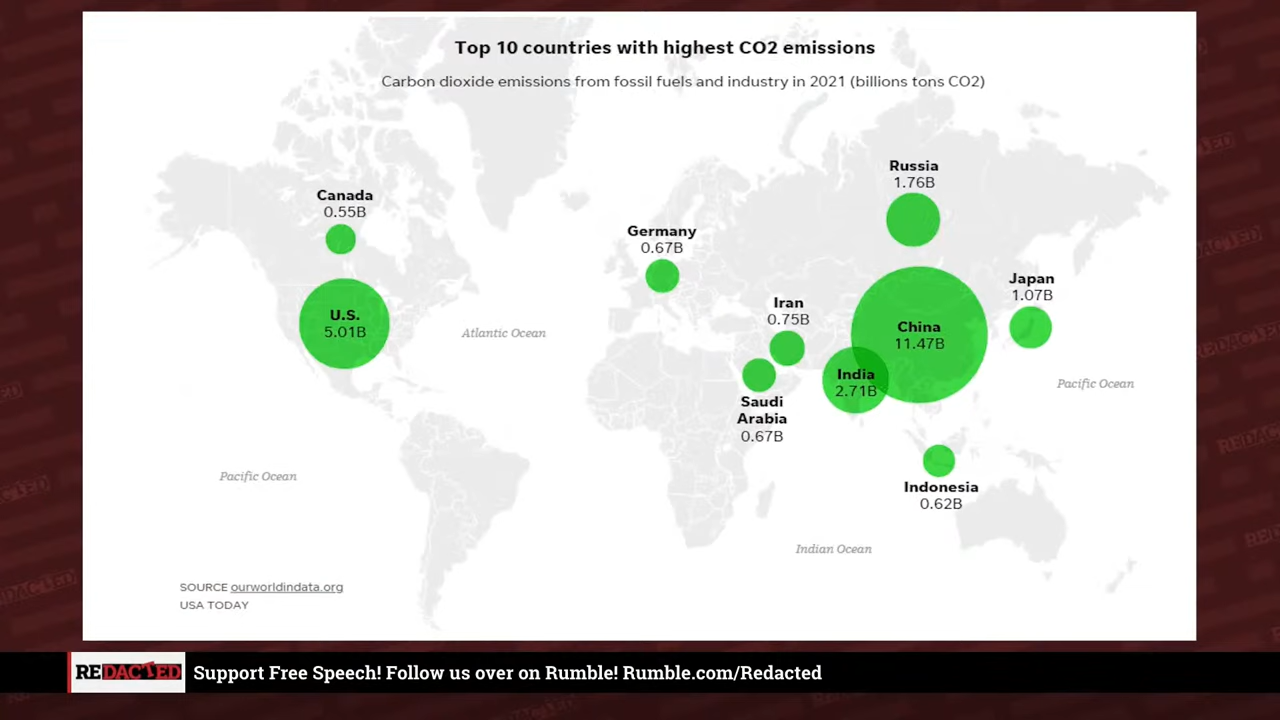 Top 10 countries with highest CO2 emissions
Carbon dioxide emissions from fossil fuels and industry in 2021 (billions tons CO2)
Russia
1.76B
Canada
0.55B
Germany
0.67B
Japan
1.07B
Iran
0.75B
U.S.
5.01B
Atlantic Ocean
China
11.47B
India
2.71B
Pacific Ocean
Saudi
Arabia
0.67B
Pacific Ocean
Indonesia
0.62B
Indian Ocean
SOURCE ourworldindata.org
USA TODAY
REDACTED
Support Free Speech! Follow us over on Rumble! Rumble.com/Redacted